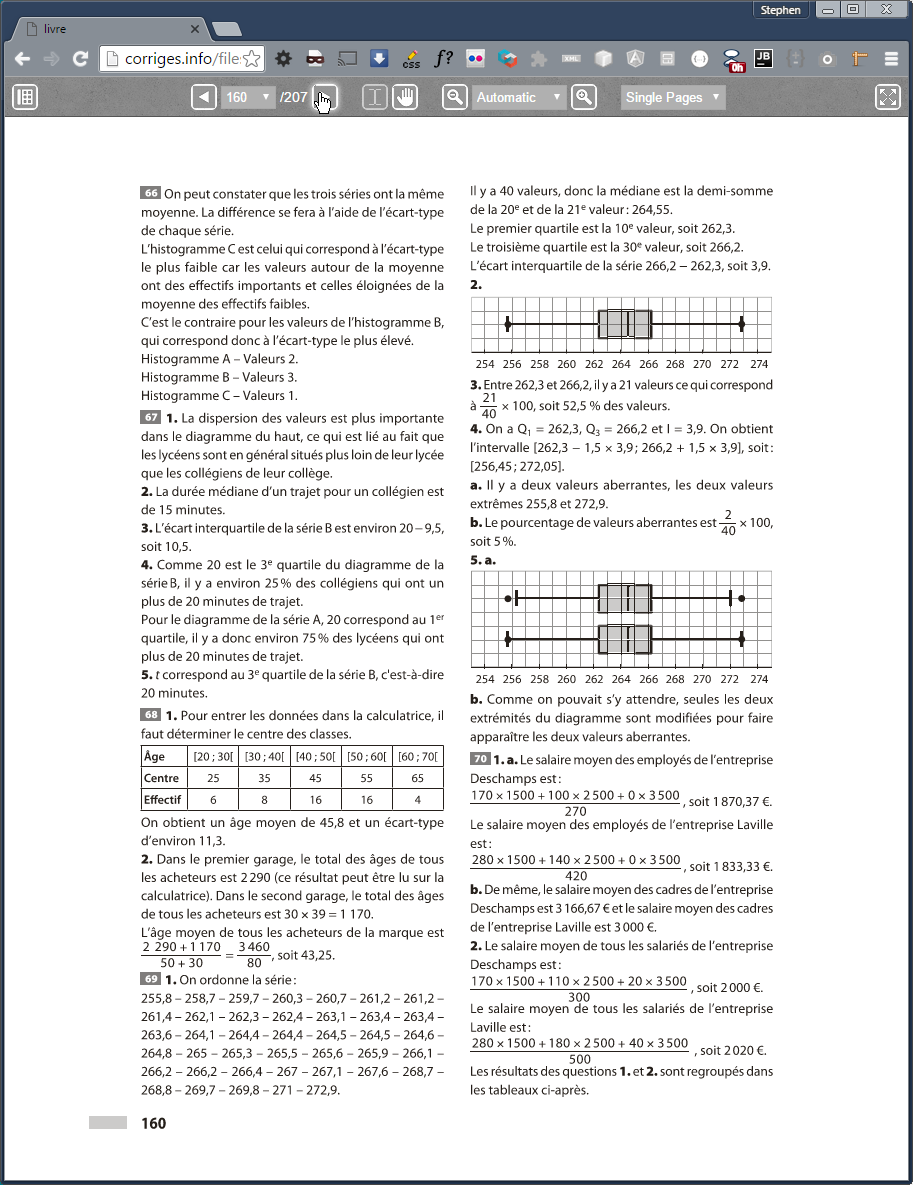 Stephen
livre
corriges.info/file
css
f?
XML
0h
JB
160
/207
Automatic
Single Pages
66 On peut constater que les trois séries ont la même
moyenne. La différence se fera à l'aide de l'écart-type
de chaque série.
L'histogramme C est celui qui correspond à l'écart-type
le plus faible car les valeurs autour de la moyenne
ont des effectifs importants et celles éloignées de la
moyenne des effectifs faibles.
C'est le contraire pour les valeurs de l'histogramme B,
qui correspond donc à l'écart-type le plus élevé.
Histogramme A – Valeurs 2.
Histogramme B – Valeurs 3.
Histogramme C – Valeurs 1.
67 1. La dispersion des valeurs est plus importante
dans le diagramme du haut, ce qui est lié au fait que
les lycéens sont en général situés plus loin de leur lycée
que les collégiens de leur collège.
2. La durée médiane d'un trajet pour un collégien est
de 15 minutes.
3. L'écart interquartile de la série B est environ 20 – 9,5,
soit 10,5.
4. Comme 20 est le 3e quartile du diagramme de la
série B, il y a environ 25 % des collégiens qui ont un
plus de 20 minutes de trajet.
Pour le diagramme de la série A, 20 correspond au 1er
quartile, il y a donc environ 75 % des lycéens qui ont
plus de 20 minutes de trajet.
5. t correspond au 3e quartile de la série B, c'est-à-dire
20 minutes.
68 1. Pour entrer les données dans la calculatrice, il
faut déterminer le centre des classes.
Âge [20 ; 30[ [30 ; 40[ [40 ; 50[ [50 ; 60[ [60 ; 70[
Centre 25 35 45 55 65
Effectif 6 8 16 16 4
On obtient un âge moyen de 45,8 et un écart-type
d'environ 11,3.
2. Dans le premier garage, le total des âges de tous
les acheteurs est 2 290 (ce résultat peut être lu sur la
calculatrice). Dans le second garage, le total des âges
de tous les acheteurs est 30 × 39 = 1 170.
L'âge moyen de tous les acheteurs de la marque est
2 290 + 1 170 / 50 + 30 = 3 460 / 80, soit 43,25.
69 1. On ordonne la série :
255,8 – 258,7 – 259,7 – 260,3 – 260,7 – 261,2 – 261,2 –
261,4 – 262,1 – 262,3 – 262,4 – 263,1 – 263,4 – 263,4 –
263,6 – 264,1 – 264,4 – 264,4 – 264,5 – 264,5 – 264,6 –
264,8 – 265 – 265,3 – 265,5 – 265,6 – 265,9 – 266,1 –
266,2 – 266,2 – 266,4 – 267 – 267,1 – 267,6 – 268,7 –
268,8 – 269,7 – 269,8 – 271 – 272,9.
Il y a 40 valeurs, donc la médiane est la demi-somme
de la 20e et de la 21e valeur : 264,55.
Le premier quartile est la 10e valeur, soit 262,3.
Le troisième quartile est la 30e valeur, soit 266,2.
L'écart interquartile de la série 266,2 – 262,3, soit 3,9.
2.
254 256 258 260 262 264 266 268 270 272 274
3. Entre 262,3 et 266,2, il y a 21 valeurs ce qui correspond
à 21/40 × 100, soit 52,5 % des valeurs.
4. On a Q1 = 262,3, Q3 = 266,2 et I = 3,9. On obtient
l'intervalle [262,3 – 1,5 × 3,9 ; 266,2 + 1,5 × 3,9], soit :
[256,45 ; 272,05].
a. Il y a deux valeurs aberrantes, les deux valeurs
extrêmes 255,8 et 272,9.
b. Le pourcentage de valeurs aberrantes est 2/40 × 100,
soit 5 %.
5. a.
254 256 258 260 262 264 266 268 270 272 274
b. Comme on pouvait s'y attendre, seules les deux
extrémités du diagramme sont modifiées pour faire
apparaître les deux valeurs aberrantes.
70 1. a. Le salaire moyen des employés de l'entreprise
Deschamps est :
170 × 1500 + 100 × 2 500 + 0 × 3 500 / 270, soit 1 870,37 €.
Le salaire moyen des employés de l'entreprise Laville
est :
280 × 1500 + 140 × 2 500 + 0 × 3 500 / 420, soit 1 833,33 €.
b. De même, le salaire moyen des cadres de l'entreprise
Deschamps est 3 166,67 € et le salaire moyen des cadres
de l'entreprise Laville est 3 000 €.
2. Le salaire moyen de tous les salariés de l'entreprise
Deschamps est :
170 × 1500 + 110 × 2 500 + 20 × 3 500 / 300, soit 2 000 €.
Le salaire moyen de tous les salariés de l'entreprise
Laville est :
280 × 1500 + 180 × 2 500 + 40 × 3 500 / 500, soit 2 020 €.
Les résultats des questions 1. et 2. sont regroupés dans
les tableaux ci-après.
160